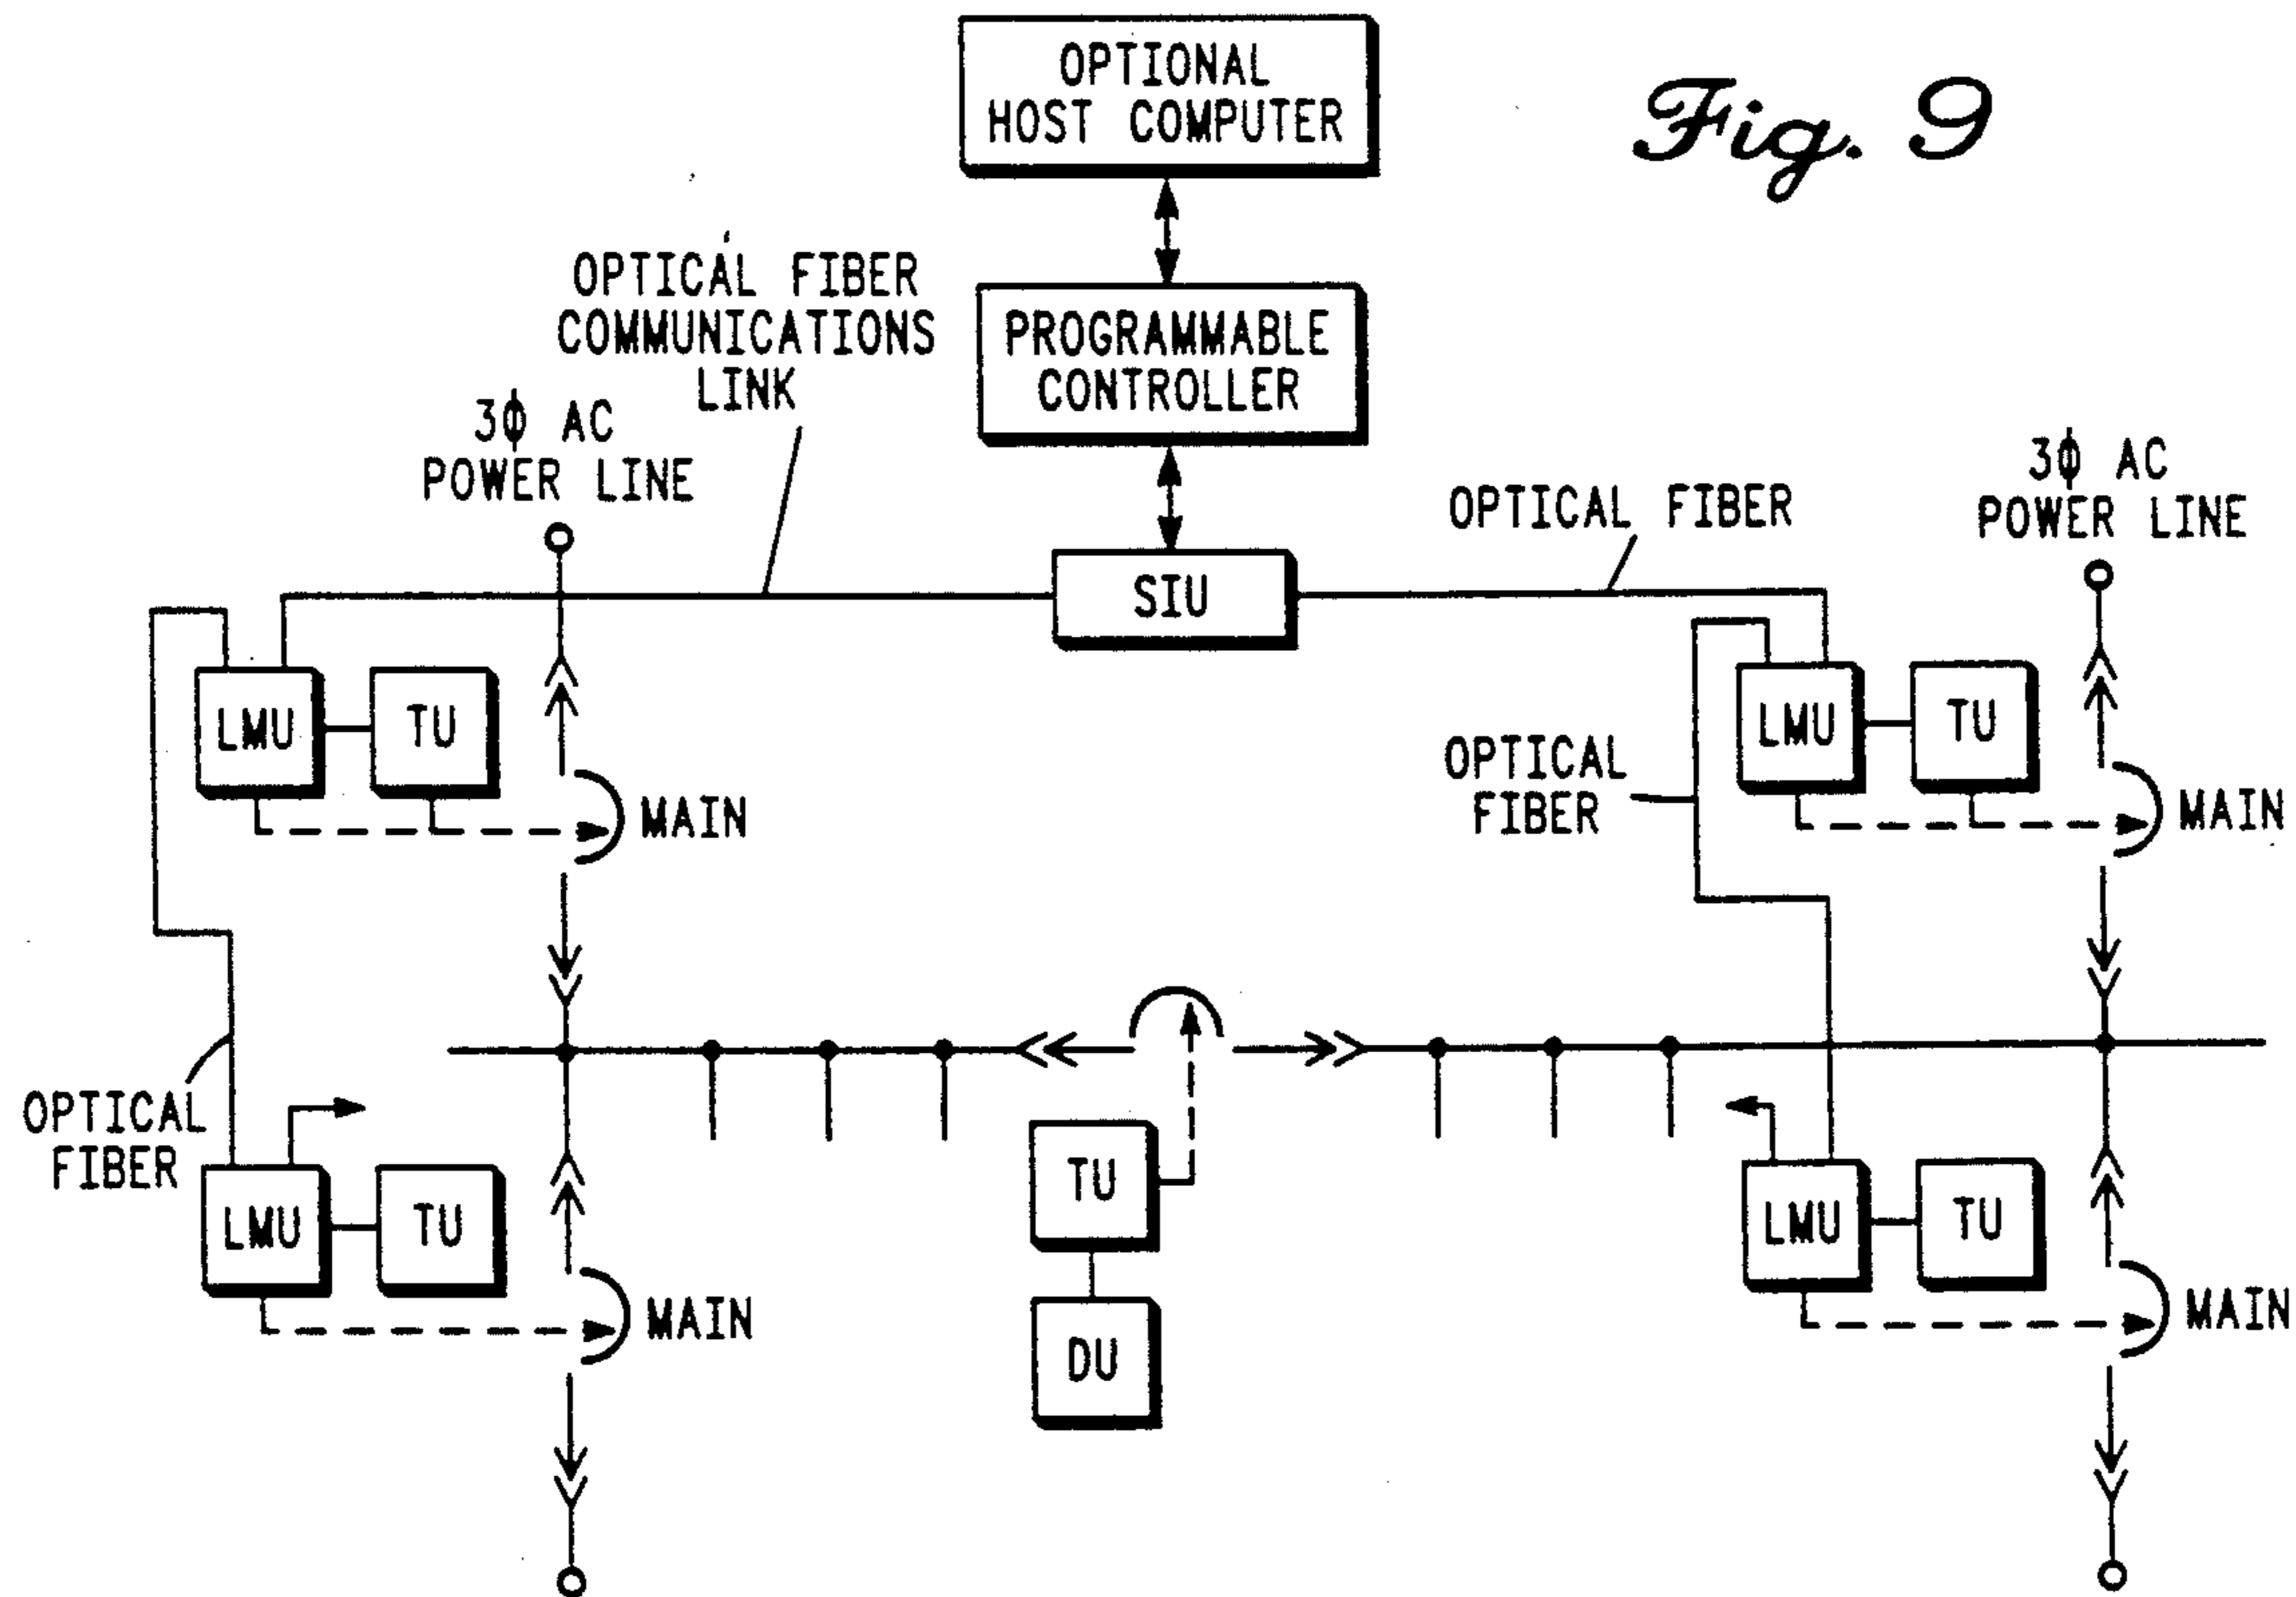 OPTIONAL
HOST COMPUTER
Fig. 9
OPTICAL FIBER
COMMUNICATIONS
LINK
PROGRAMMABLE
CONTROLLER
3ϕ AC
POWER LINE
3ϕ AC
POWER LINE
OPTICAL FIBER
SIU
LMU
TU
MAIN
OPTICAL
FIBER
LMU
TU
MAIN
OPTICAL
FIBER
LMU
TU
MAIN
TU
DU
LMU
TU
MAIN